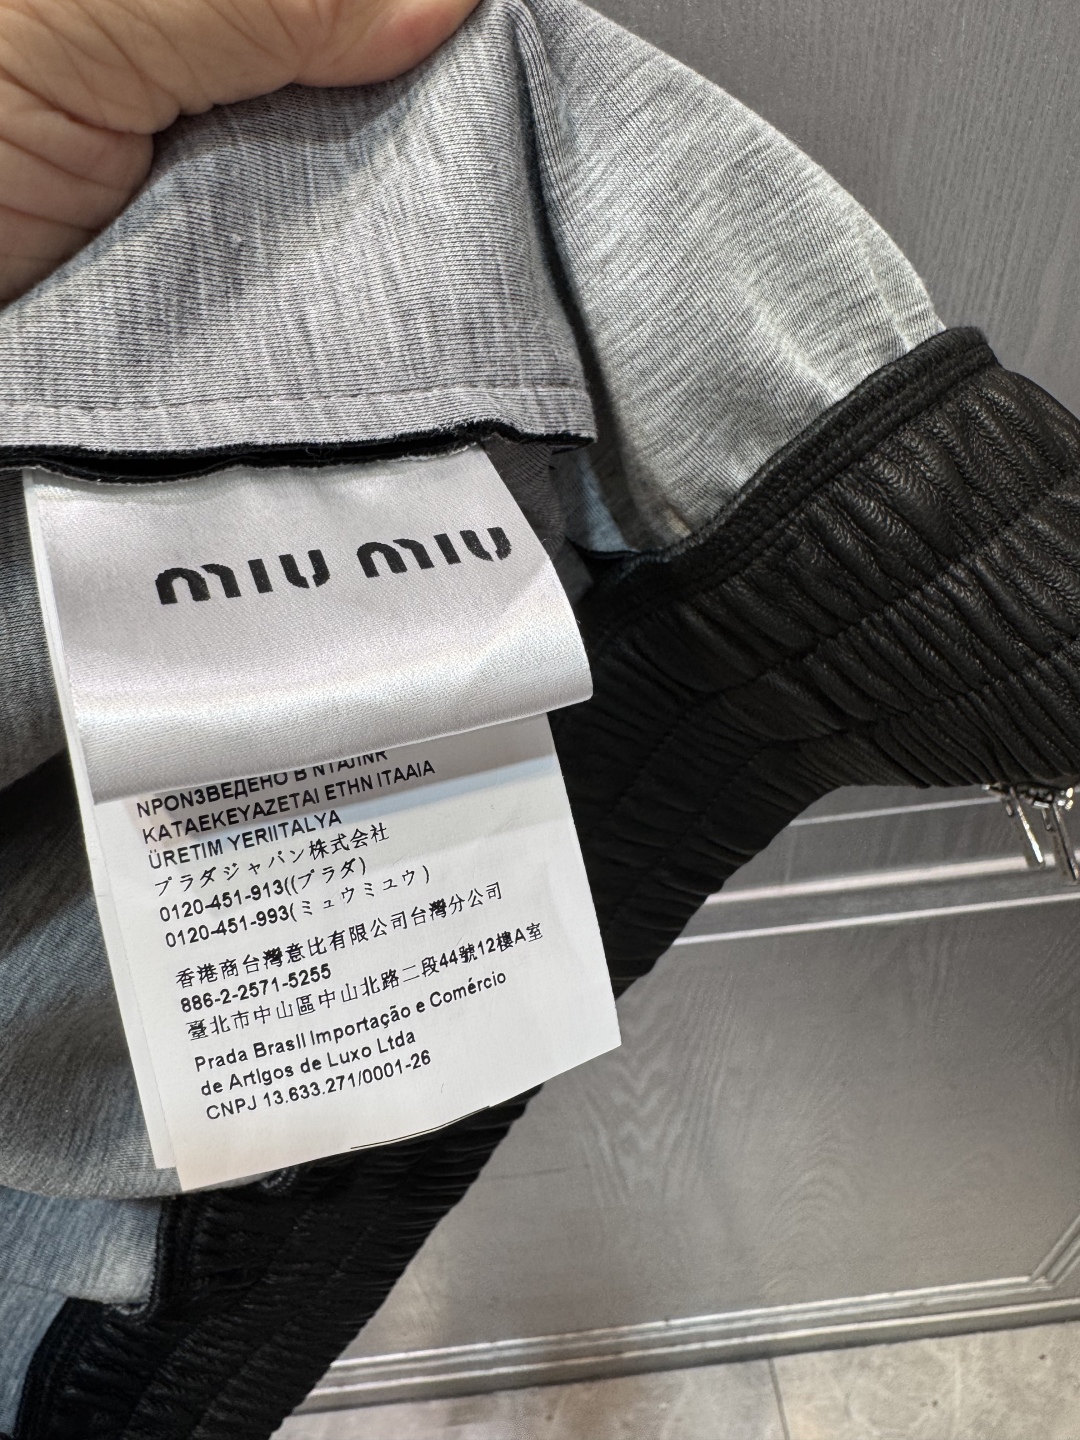 miu miu
NPONЗBEДEHO B NTAЛNR
KATAEKEYAZETAI ETHN ITAAIA
ÜRETIM YERIITALYA
プラダジャパン株式会社
0120-451-913((プラダ)
0120-451-993(ミュウミュウ)
香港商台灣意比有限公司台灣分公司
886-2-2571-5255
臺北市中山區中山北路二段44號12樓A室
Prada BrasIl Importação e Comércio
de ArtIgos de Luxo Ltda
CNPJ 13.633.271/0001-26